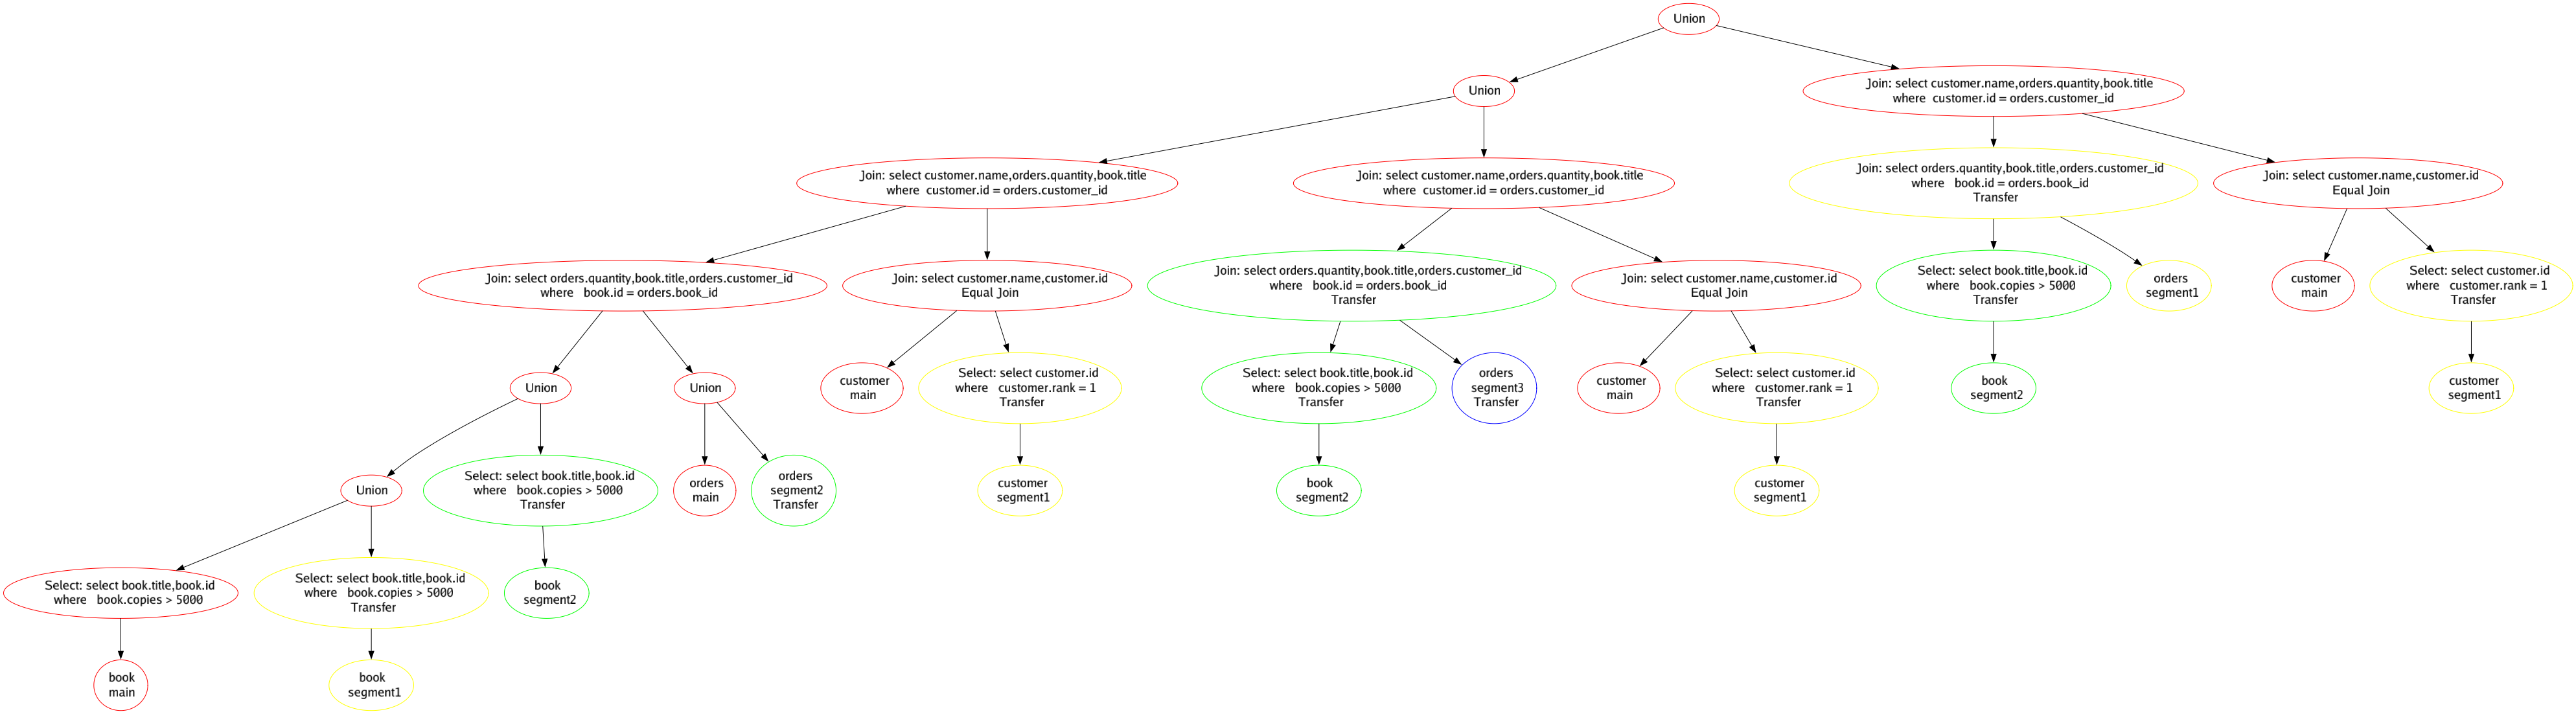 Union
Union
Join: select customer.name,orders.quantity,book.title
where  customer.id = orders.customer_id
Join: select customer.name,orders.quantity,book.title
where  customer.id = orders.customer_id
Join: select customer.name,orders.quantity,book.title
where  customer.id = orders.customer_id
Join: select orders.quantity,book.title,orders.customer_id
where   book.id = orders.book_id
Transfer
Join: select customer.name,customer.id
Equal Join
Join: select orders.quantity,book.title,orders.customer_id
where   book.id = orders.book_id
Join: select customer.name,customer.id
Equal Join
Join: select orders.quantity,book.title,orders.customer_id
where   book.id = orders.book_id
Transfer
Join: select customer.name,customer.id
Equal Join
Select: select book.title,book.id
where   book.copies > 5000
Transfer
orders
segment1
customer
main
Select: select customer.id
where   customer.rank = 1
Transfer
Union
Union
customer
main
Select: select customer.id
where   customer.rank = 1
Transfer
Select: select book.title,book.id
where   book.copies > 5000
Transfer
orders
segment3
Transfer
customer
main
Select: select customer.id
where   customer.rank = 1
Transfer
book
segment2
customer
segment1
Union
Select: select book.title,book.id
where   book.copies > 5000
Transfer
orders
main
orders
segment2
Transfer
customer
segment1
book
segment2
customer
segment1
Select: select book.title,book.id
where   book.copies > 5000
Select: select book.title,book.id
where   book.copies > 5000
Transfer
book
segment2
book
main
book
segment1